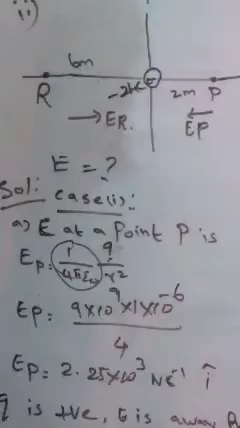 ii)
6m
R
-2μC
2m
P
→ER.
←
EP
E = ?
Sol: case(i):
a) E at a Point P is
EP = 1/4πε₀ q/r²
EP: 9×10⁹×1×10⁻⁶
4
EP = 2.25×10³ NC⁻¹ î
q is +ve, E is away